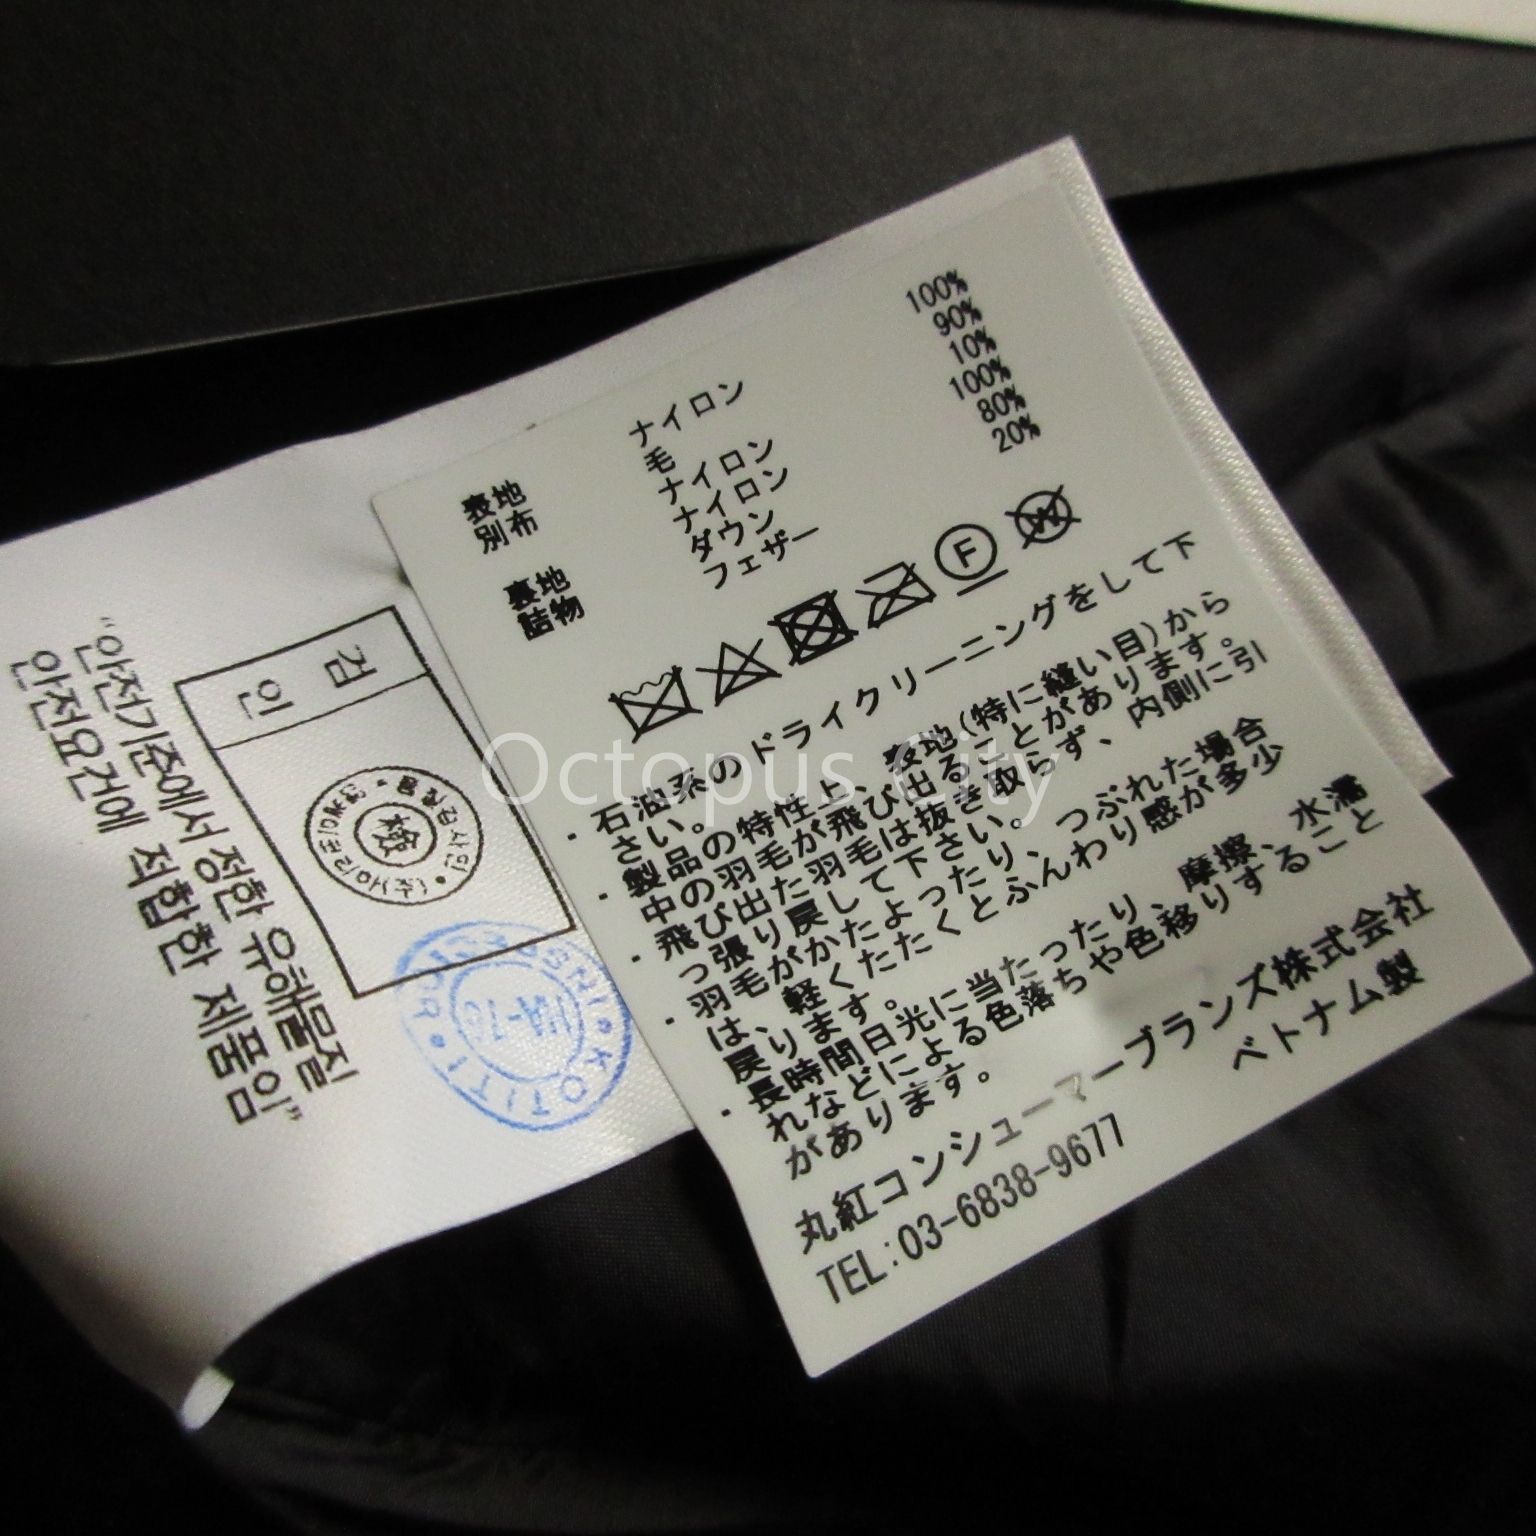 表地 ナイロン 100%
別布 毛 90%
ナイロン 10%
裏地 ナイロン 100%
詰物 ダウン 80%
フェザー 20%
F
W
・石油系のドライクリーニングをして下
さい。
・製品の特性上、表地(特に縫い目)から
中の羽毛が飛び出ることがあります。
・飛び出た羽毛は抜き取らず、内側に引
っ張り戻して下さい。
・羽毛がかたよったり、つぶれた場合
は、軽くたたくとふんわり感が多少
戻ります。
・長時間日光に当たったり、摩擦、水濡
れなどによる色落ちや色移りすること
があります。
丸紅コンシューマーブランズ株式会社
TEL:03-6838-9677
ベトナム製
검
인
檢
"안전기준에서 정한 유해물질
안전요건에 적합한 제품임"
KOTITI
Octopus City